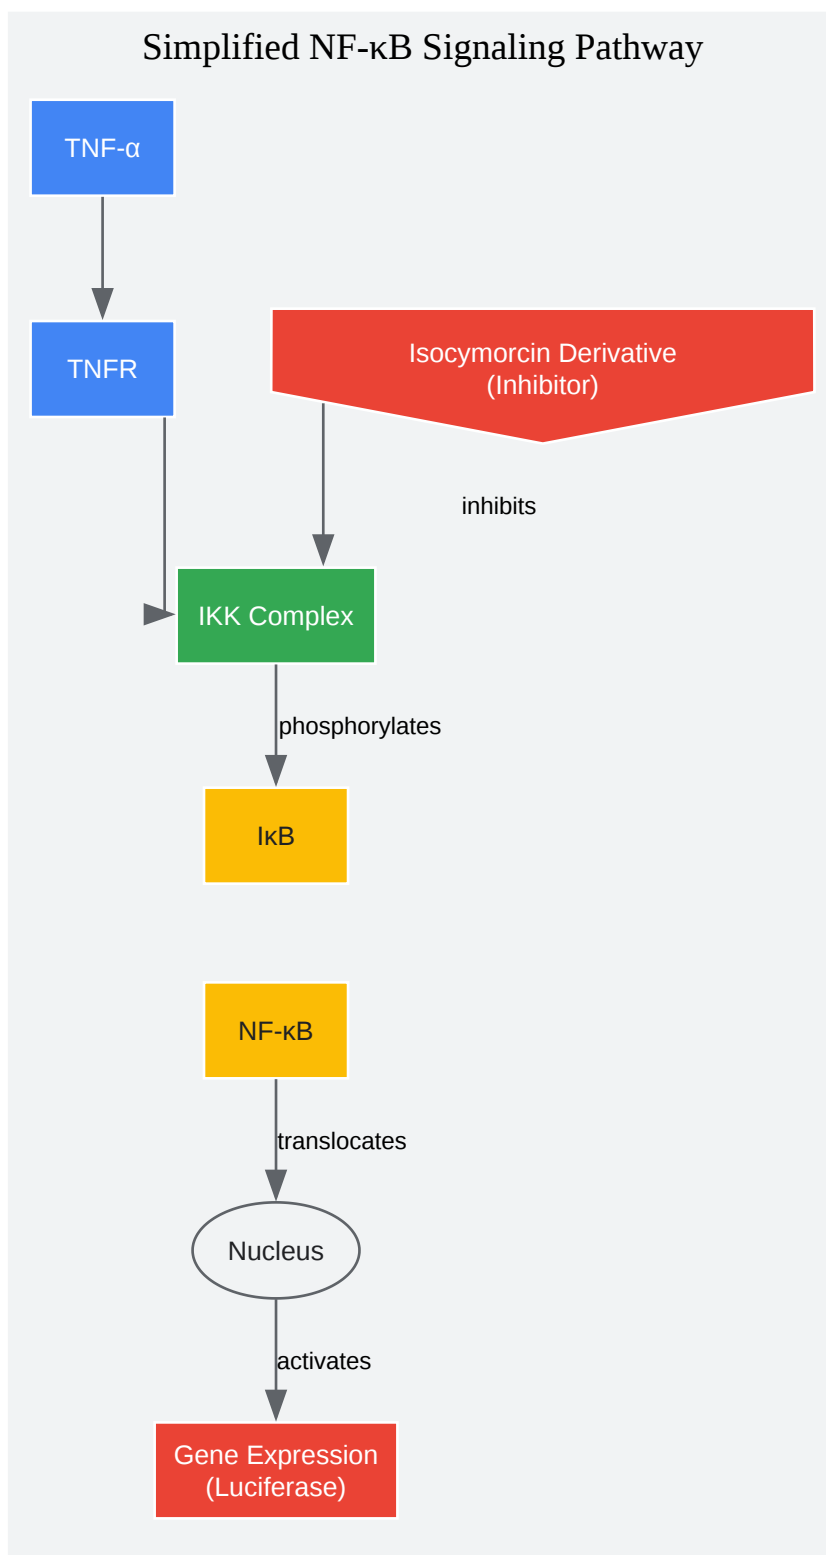 Simplified NF-κB Signaling Pathway
TNF-α
TNFR
Isocymorcin Derivative
(Inhibitor)
inhibits
IKK Complex
phosphorylates
IκB
NF-κB
translocates
Nucleus
activates
Gene Expression
(Luciferase)